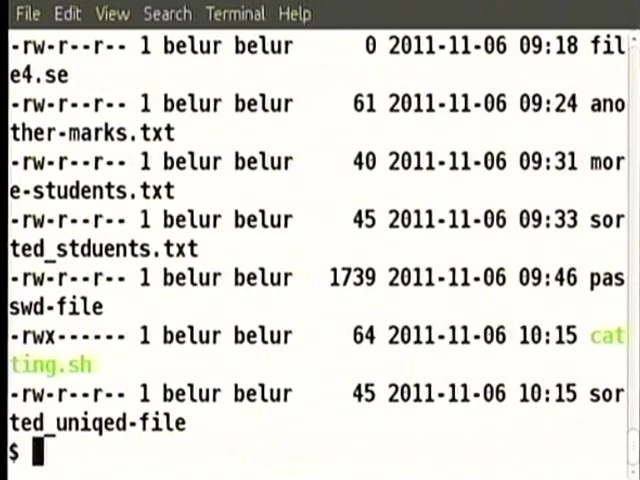 File Edit View Search Terminal Help
-rw-r--r-- 1 belur belur 0 2011-11-06 09:18 fil
e4.se
-rw-r--r-- 1 belur belur 61 2011-11-06 09:24 ano
ther-marks.txt
-rw-r--r-- 1 belur belur 40 2011-11-06 09:31 mor
e-students.txt
-rw-r--r-- 1 belur belur 45 2011-11-06 09:33 sor
ted_stduents.txt
-rw-r--r-- 1 belur belur 1739 2011-11-06 09:46 pas
swd-file
-rwx------ 1 belur belur 64 2011-11-06 10:15 cat
ting.sh
-rw-r--r-- 1 belur belur 45 2011-11-06 10:15 sor
ted_uniqed-file
$